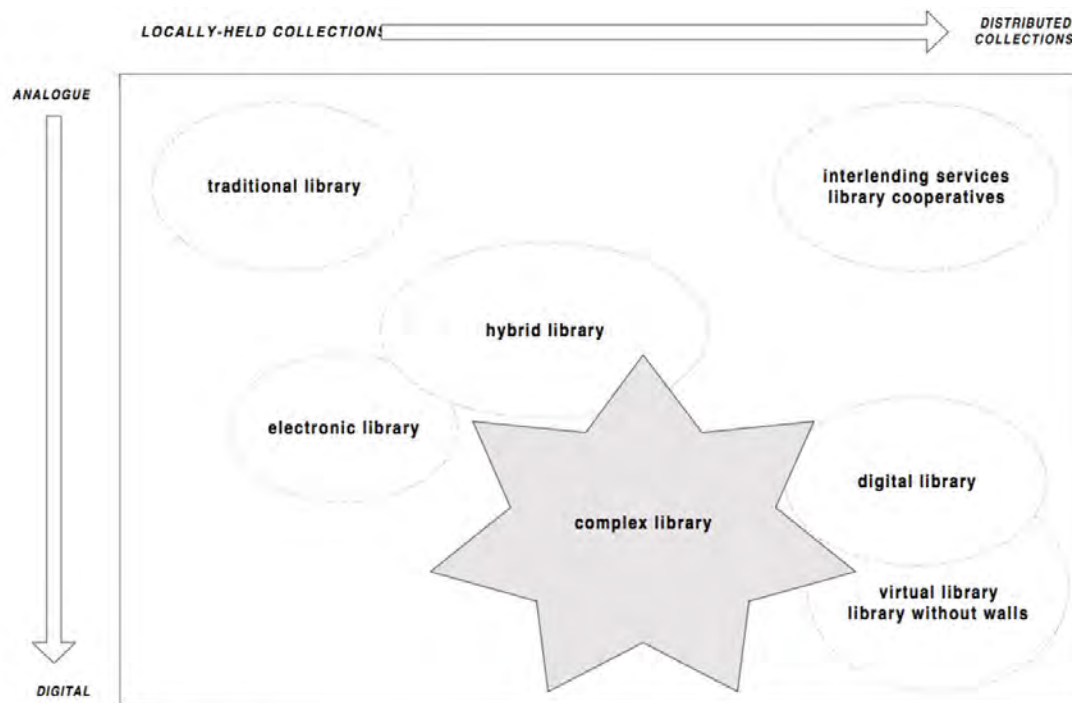 LOCALLY-HELD COLLECTIONS
DISTRIBUTED
COLLECTIONS
ANALOGUE
traditional library
interlending services
library cooperatives
hybrid library
electronic library
digital library
complex library
virtual library
library without walls
DIGITAL